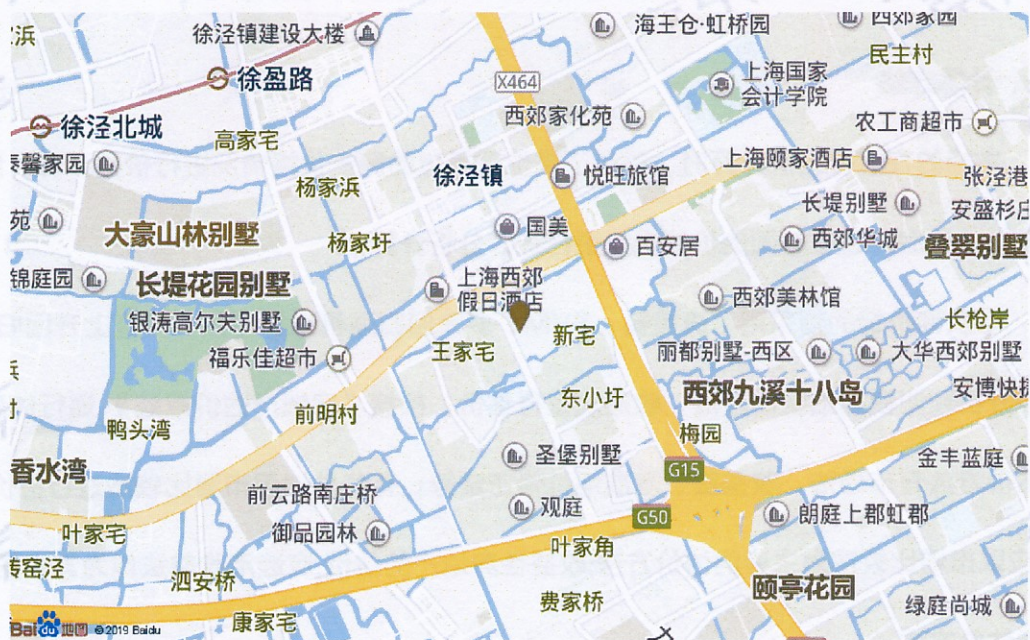 浜
徐泾镇建设大楼
海王仓·虹桥园
西郊家园
民主村
徐盈路
X464
上海国家
会计学院
徐泾北城
高家宅
西郊家化苑
农工商超市
泰馨家园
杨家浜
徐泾镇
悦旺旅馆
上海颐家酒店
张泾港
苑
大豪山林别墅
杨家圩
国美
百安居
长堤别墅
西郊华城
安盛杉庄
叠翠别墅
锦庭园
长堤花园别墅
上海西郊
假日酒店
西郊美林馆
银涛高尔夫别墅
福乐佳超市
王家宅
新宅
长枪岸
丽都别墅-西区
大华西郊别墅
东小圩
西郊九溪十八岛
安博快捷
前明村
鸭头湾
梅园
香水湾
圣堡别墅
G15
金丰蓝庭
前云路南庄桥
观庭
G50
朗庭上郡虹郡
叶家宅
御品园林
叶家角
砖窑泾
泗安桥
颐亭花园
费家桥
绿庭尚城
康家宅
Baidu地图 © 2019 Baidu